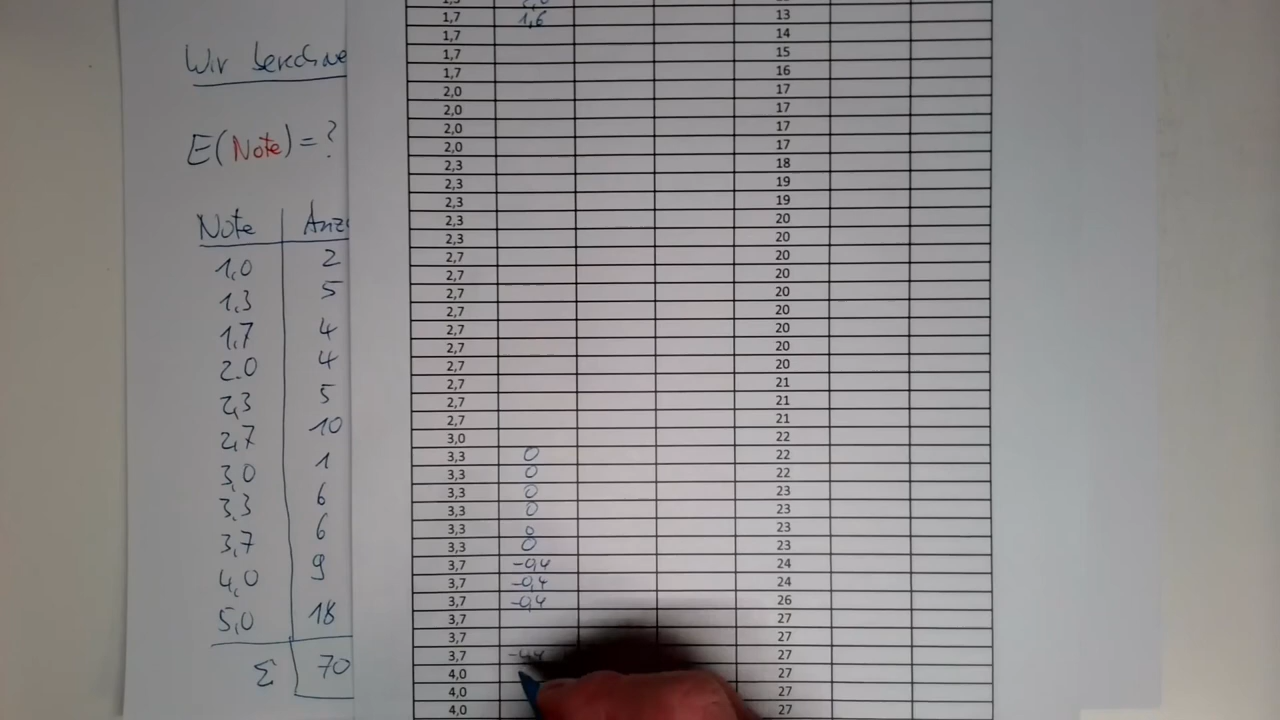 Wir berechne
E(Note) = ?
Note Anz
1,0 2
1,3 5
1,7 4
2.0 4
2,3 5
2,7 10
3,0 1
3,3 6
3,7 6
4,0 9
5,0 18
Σ 70
1,7 1,6 13
1,7 14
1,7 15
1,7 16
2,0 17
2,0 17
2,0 17
2,0 17
2,3 18
2,3 19
2,3 19
2,3 20
2,3 20
2,7 20
2,7 20
2,7 20
2,7 20
2,7 20
2,7 20
2,7 20
2,7 21
2,7 21
2,7 21
3,0 22
3,3 0 22
3,3 0 22
3,3 0 23
3,3 0 23
3,3 0 23
3,3 0 23
3,7 -0,4 24
3,7 -0,4 24
3,7 -0,4 26
3,7 27
3,7 27
3,7 27
4,0 27
4,0 27
4,0 27